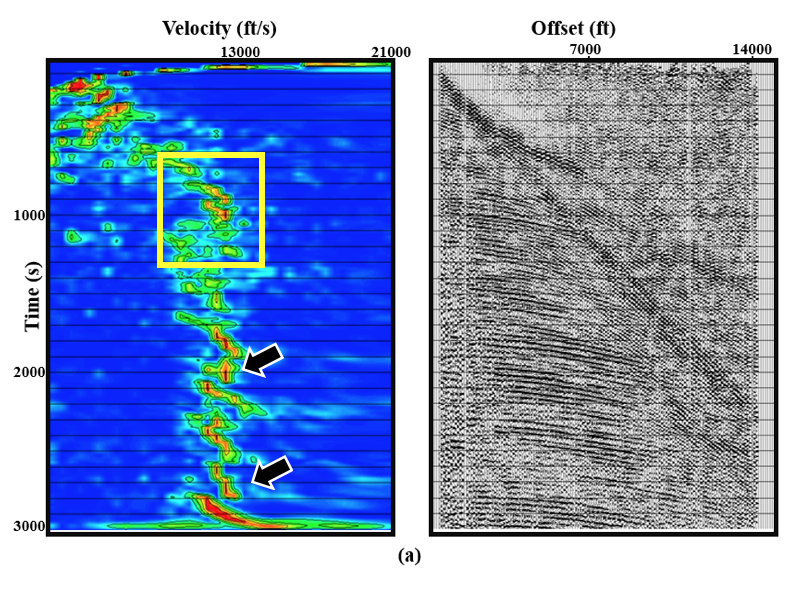 Velocity (ft/s)
13000 21000
Offset (ft)
7000 14000
Time (s)
1000
2000
3000
(a)